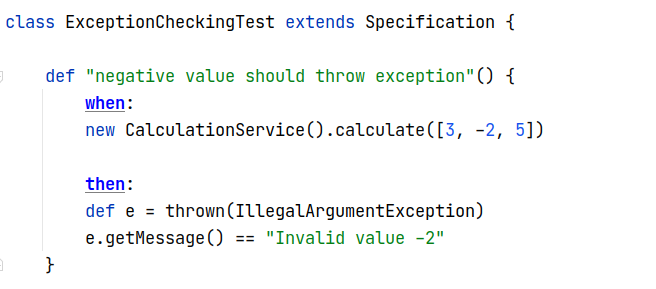 class ExceptionCheckingTest extends Specification {
def "negative value should throw exception"() {
when:
new CalculationService().calculate([3, -2, 5])
then:
def e = thrown(IllegalArgumentException)
e.getMessage() == "Invalid value -2"
}